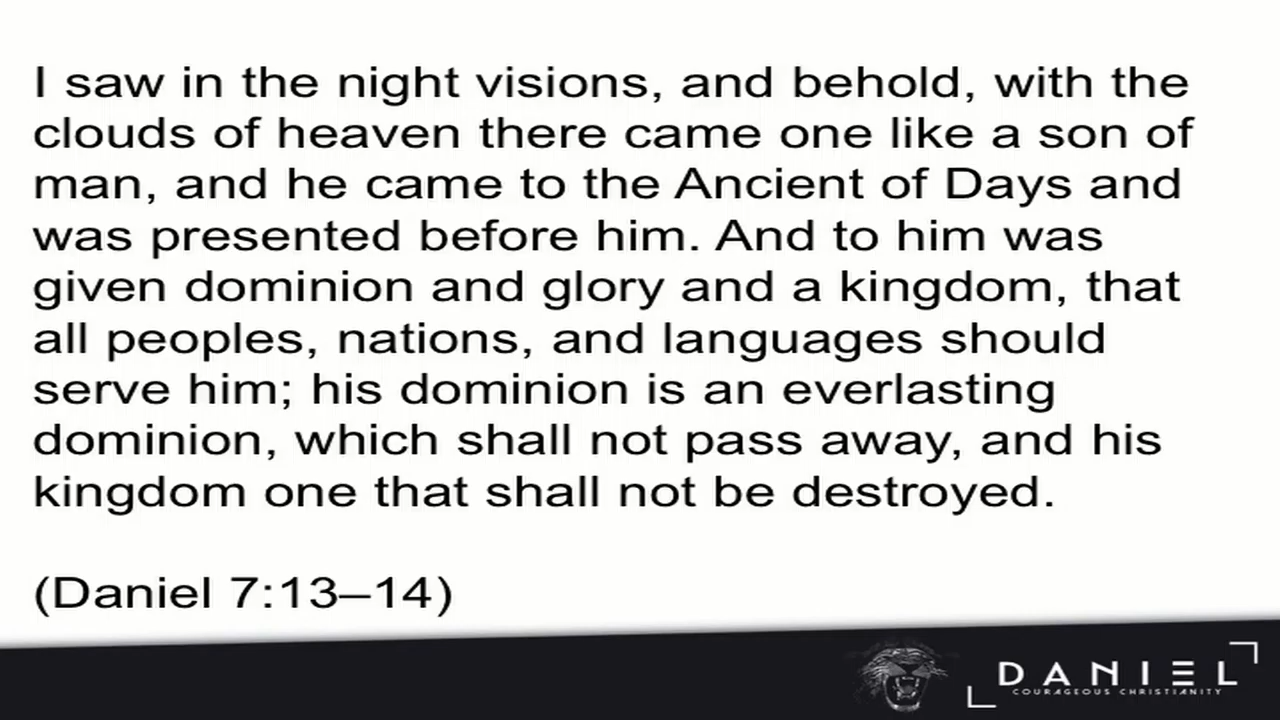 I saw in the night visions, and behold, with the
clouds of heaven there came one like a son of
man, and he came to the Ancient of Days and
was presented before him. And to him was
given dominion and glory and a kingdom, that
all peoples, nations, and languages should
serve him; his dominion is an everlasting
dominion, which shall not pass away, and his
kingdom one that shall not be destroyed.
(Daniel 7:13–14)
DANIEL
COURAGEOUS CHRISTIANITY